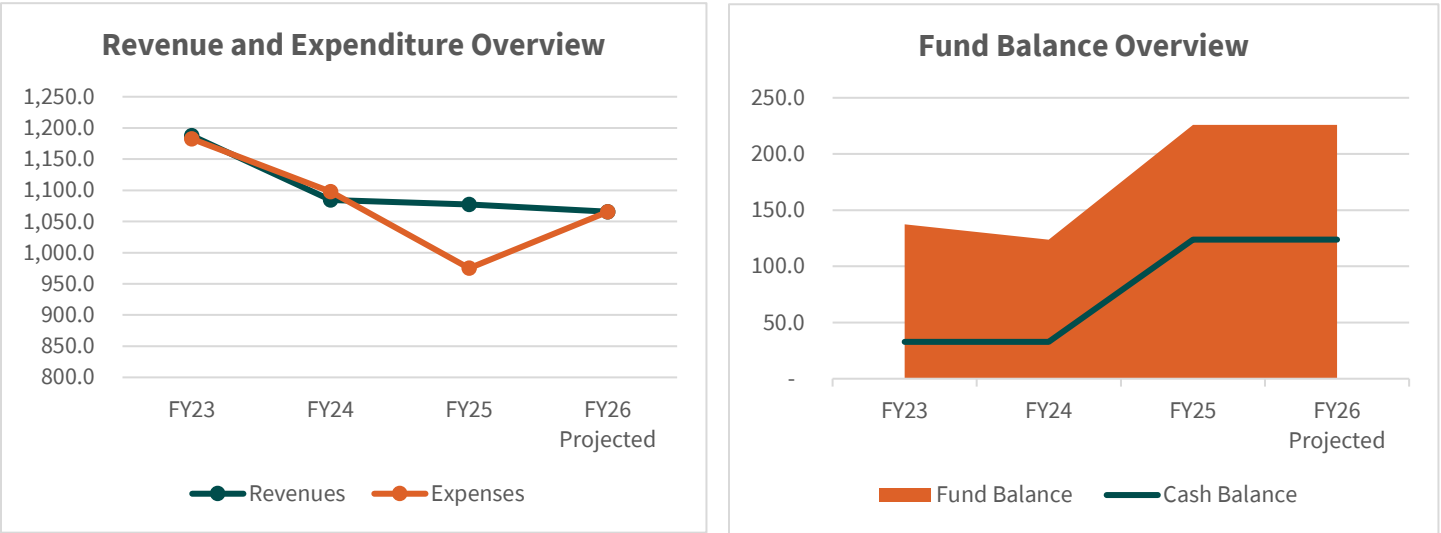 Revenue and Expenditure Overview
1,250.0
1,200.0
1,150.0
1,100.0
1,050.0
1,000.0
950.0
900.0
850.0
800.0
FY23
FY24
FY25
FY26
Projected
Revenues
Expenses
Fund Balance Overview
250.0
200.0
150.0
100.0
50.0
-
FY23
FY24
FY25
FY26
Projected
Fund Balance
Cash Balance